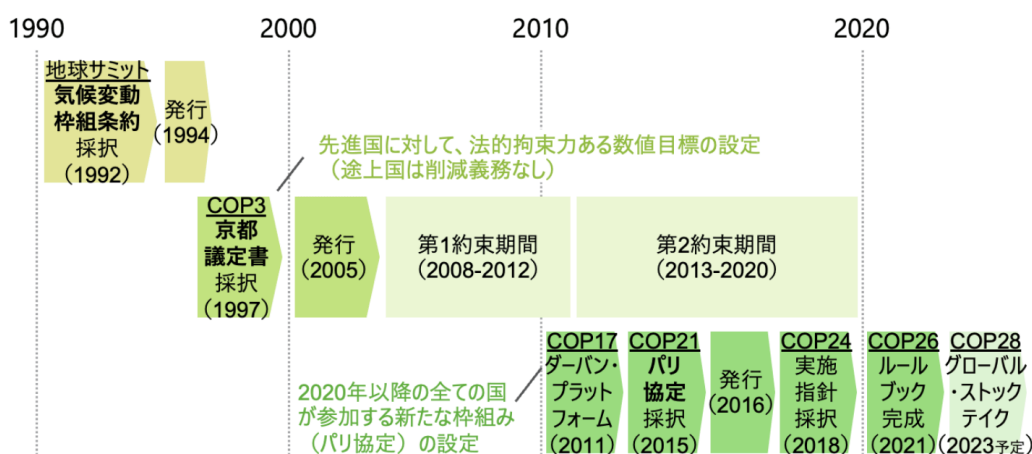 1990
2000
2010
2020
地球サミット
気候変動
枠組条約
採択
（1992）
発行
（1994）
先進国に対して、法的拘束力ある数値目標の設定
（途上国は削減義務なし）
COP3
京都
議定書
採択
（1997）
発行
（2005）
第1約束期間
（2008-2012）
第2約束期間
（2013-2020）
2020年以降の全ての国
が参加する新たな枠組み
（パリ協定）の設定
COP17
ダーバン・
プラット
フォーム
（2011）
COP21
パリ
協定
採択
（2015）
発行
（2016）
COP24
実施
指針
採択
（2018）
COP26
ルール
ブック
完成
（2021）
COP28
グローバル
・ストック
テイク
（2023予定）